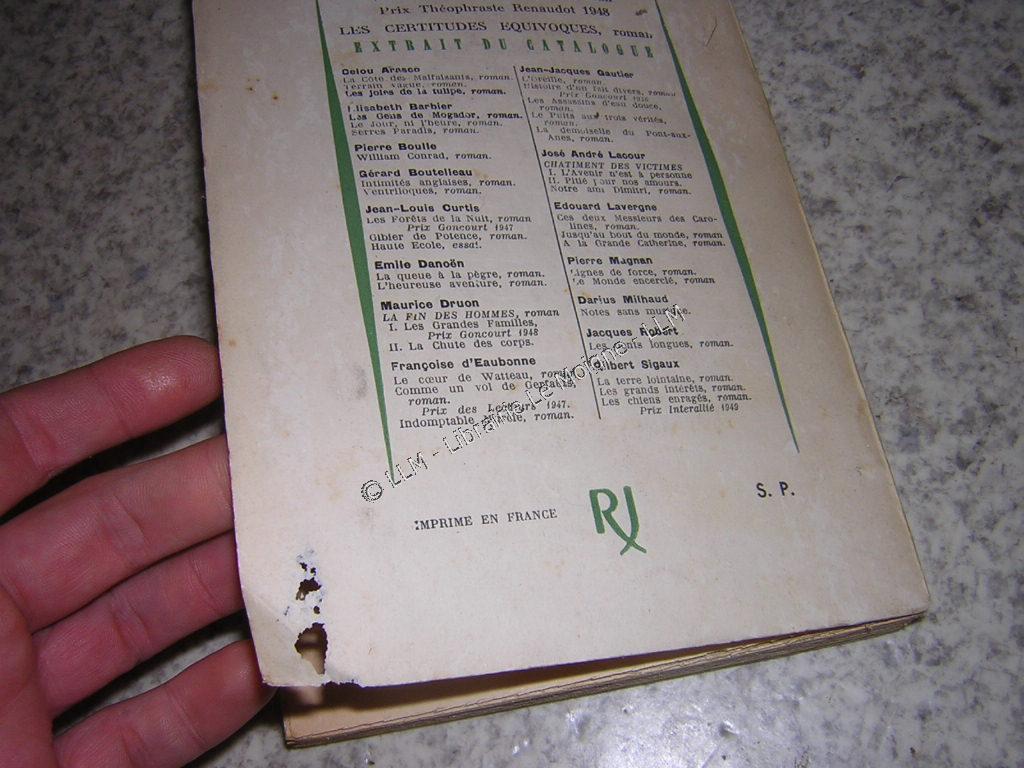 Prix Théophraste Renaudot 1948
LES CERTITUDES EQUIVOQUES, roman.
EXTRAIT DU CATALOGUE
Celou Arasco
La Côte des Malfaisants, roman.
Terrain vague, roman.
Les joies de la tulipe, roman.
Elisabeth Barbier
Les Gens de Mogador, roman.
Le Jour, ni l'heure, roman.
Serres Paradis, roman.
Pierre Boulle
William Conrad, roman.
Gérard Boutelleau
Intimités anglaises, roman.
Ventriloques, roman.
Jean-Louis Curtis
Les Forêts de la Nuit, roman
Prix Goncourt 1947
Gibier de Potence, roman.
Haute Ecole, essai.
Emile Danoën
La queue à la pègre, roman.
L'heureuse aventure, roman.
Maurice Druon
LA FIN DES HOMMES, roman
I. Les Grandes Familles,
Prix Goncourt 1948
II. La Chute des corps.
Françoise d'Eaubonne
Le cœur de Watteau, roman
Comme un vol de Gerfauts,
roman.
Prix des Lecteurs 1947.
Indomptable roman.
Jean-Jacques Gautier
L'Oreille, roman
Histoire d'un fait divers, roman
Prix Goncourt 1946
Les Assassins d'eau douce,
roman.
Le Puits aux trois vérités,
roman.
La demoiselle du Pont-aux-
Anes, roman.
José André Lacour
CHATIMENT DES VICTIMES
I. L'Avenir n'est à personne
II. Pitié pour nos amours.
Notre ami Dimitri, roman.
Edouard Lavergne
Ces deux Messieurs des Caro-
lines, roman.
Jusqu'au bout du monde, roman
A la Grande Catherine, roman.
Pierre Magnan
Lignes de force, roman.
Le Monde encerclé, roman.
Darius Milhaud
Notes sans musique.
Jacques Robert
Les dents longues, roman.
Gilbert Sigaux
La terre lointaine, roman.
Les grands intérêts, roman.
Les chiens enragés, roman.
Prix Interallié 1949
IMPRIME EN FRANCE
RJ
S. P.
© LLM - Librairie Le Moine - LLM